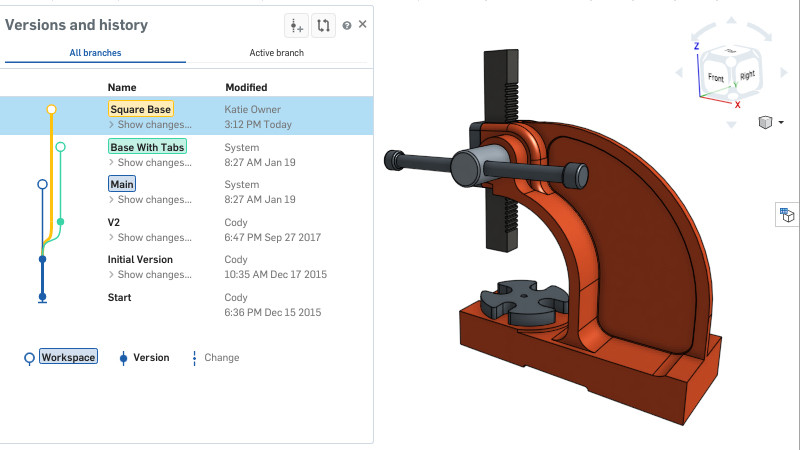 Versions and history
All branches
Active branch
Name
Modified
Square Base
Katie Owner
> Show changes...
3:12 PM Today
Base With Tabs
System
> Show changes...
8:27 AM Jan 19
Main
System
> Show changes...
8:27 AM Jan 19
V2
Cody
> Show changes...
6:47 PM Sep 27 2017
Initial Version
Cody
> Show changes...
10:35 AM Dec 17 2015
Start
Cody
6:36 PM Dec 15 2015
Workspace
Version
Change
Z
Front
Right
Y
X